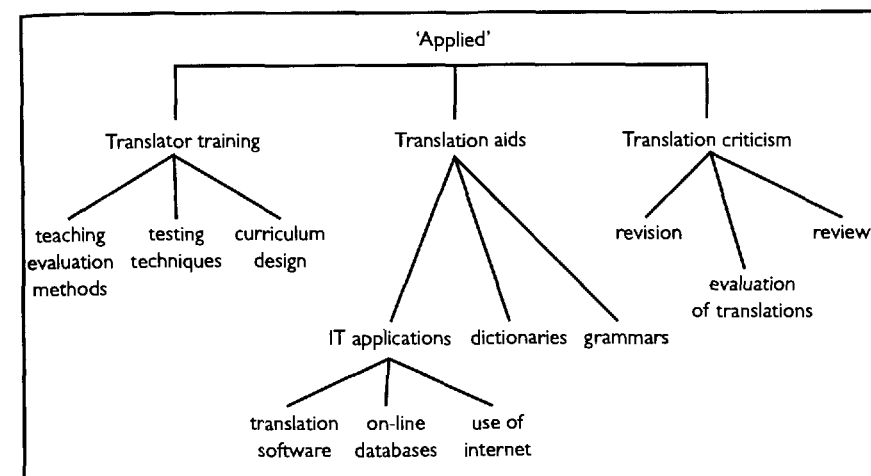 'Applied'
Translator training
Translation aids
Translation criticism
teaching
evaluation
methods
testing
techniques
curriculum
design
revision
evaluation
of translations
review
IT applications
dictionaries
grammars
translation
software
on-line
databases
use of
internet